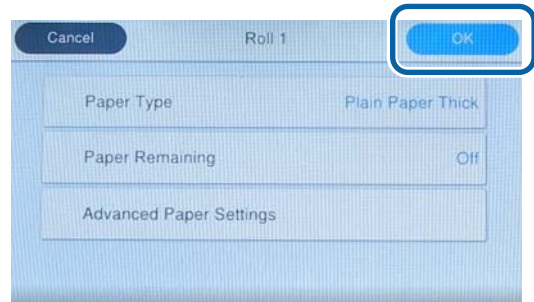 Cancel Roll 1 OK
Paper Type Plain Paper Thick
Paper Remaining Off
Advanced Paper Settings